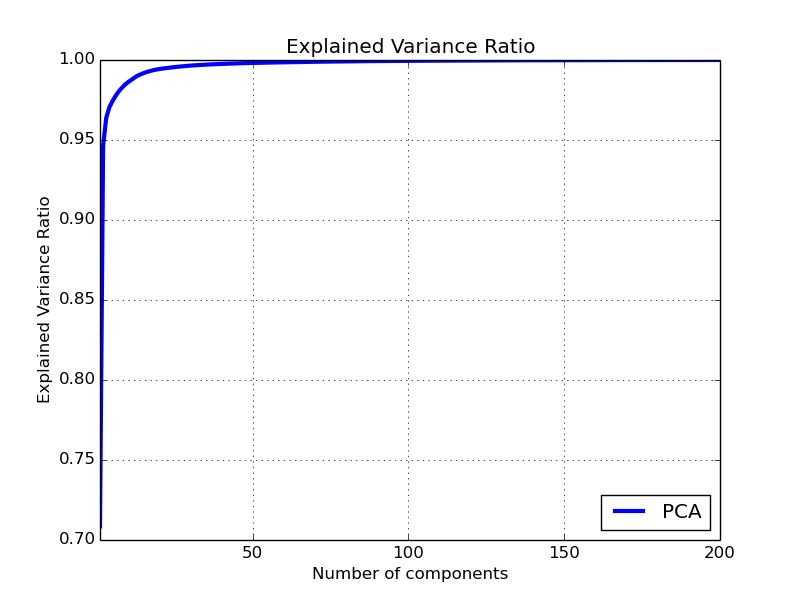 Explained Variance Ratio
1.00
0.95
0.90
0.85
0.80
0.75
0.70
Explained Variance Ratio
PCA
50
100
150
200
Number of components